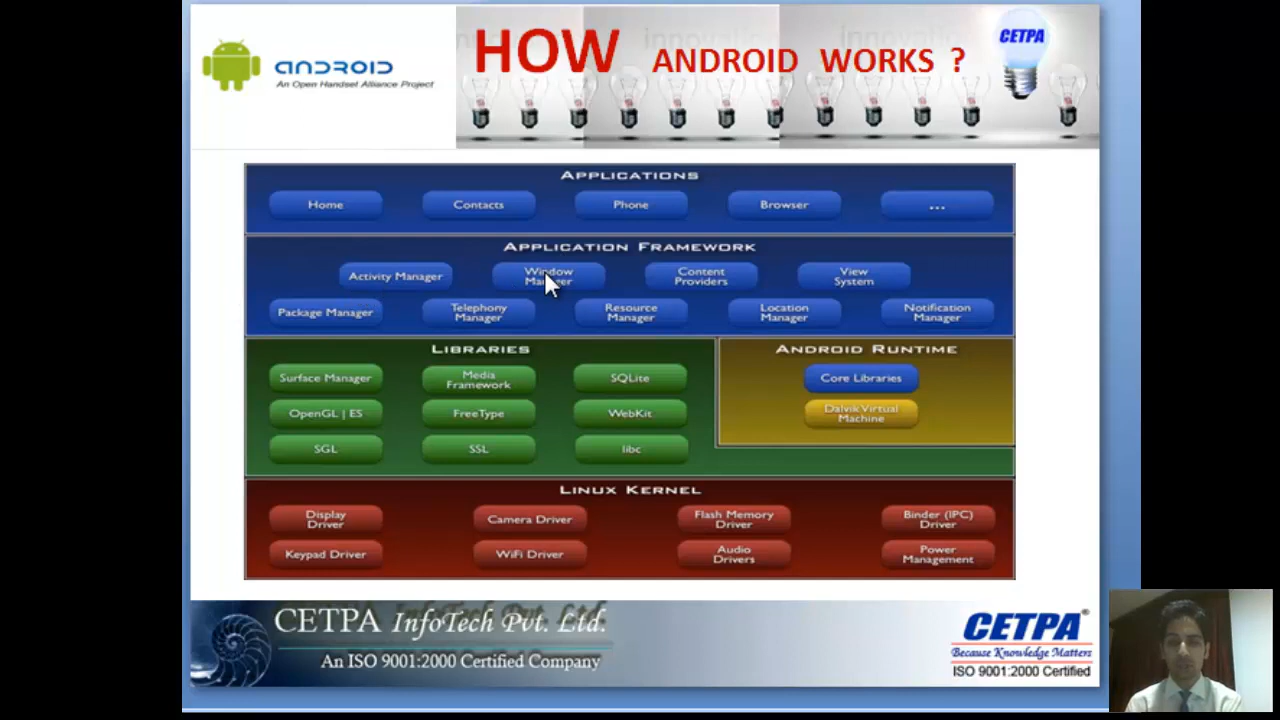 HOW ANDROID WORKS ?
CETPA
ANDROID
An Open Handset Alliance Project
APPLICATIONS
Home
Contacts
Phone
Browser
...
APPLICATION FRAMEWORK
Activity Manager
Window
Manager
Content
Providers
View
System
Package Manager
Telephony
Manager
Resource
Manager
Location
Manager
Notification
Manager
LIBRARIES
Surface Manager
Media
Framework
SQLite
OpenGL | ES
FreeType
WebKit
SGL
SSL
libc
ANDROID RUNTIME
Core Libraries
Dalvik Virtual
Machine
LINUX KERNEL
Display
Driver
Camera Driver
Flash Memory
Driver
Binder (IPC)
Driver
Keypad Driver
WiFi Driver
Audio
Drivers
Power
Management
CETPA InfoTech Pvt. Ltd.
An ISO 9001:2000 Certified Company
CETPA®
Because Knowledge Matters
ISO 9001:2000 Certified